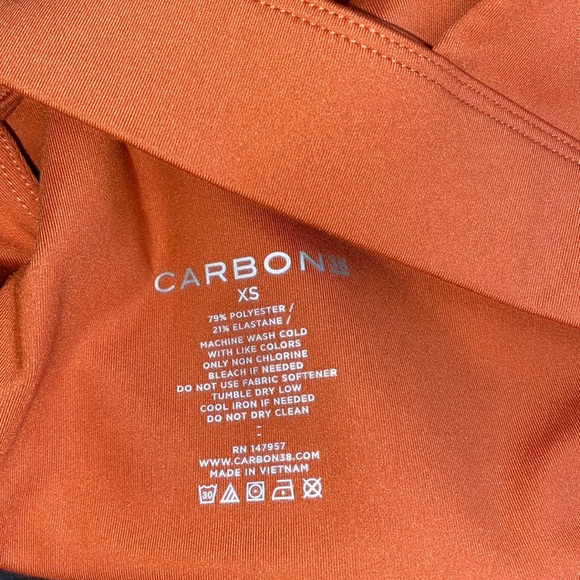 CARBON38
XS
79% POLYESTER /
21% ELASTANE /
MACHINE WASH COLD
WITH LIKE COLORS
ONLY NON CHLORINE
BLEACH IF NEEDED
DO NOT USE FABRIC SOFTENER
TUMBLE DRY LOW
COOL IRON IF NEEDED
DO NOT DRY CLEAN
-
-
RN 147957
WWW.CARBON38.COM
MADE IN VIETNAM
30